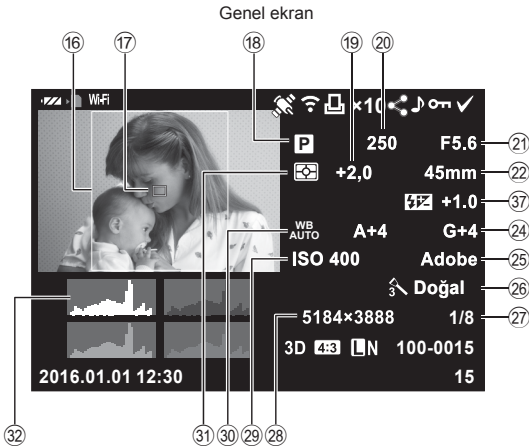 Genel ekran
16 17 18 19 20
Wi-Fi ×10
P 250 F5.6 21
+2,0 45mm 22
+1.0 37
WB AUTO A+4 G+4 24
ISO 400 Adobe 25
3 Doğal 26
5184×3888 1/8 27
3D 4:3 L N 100-0015
2016.01.01 12:30 15
32 31 30 29 28